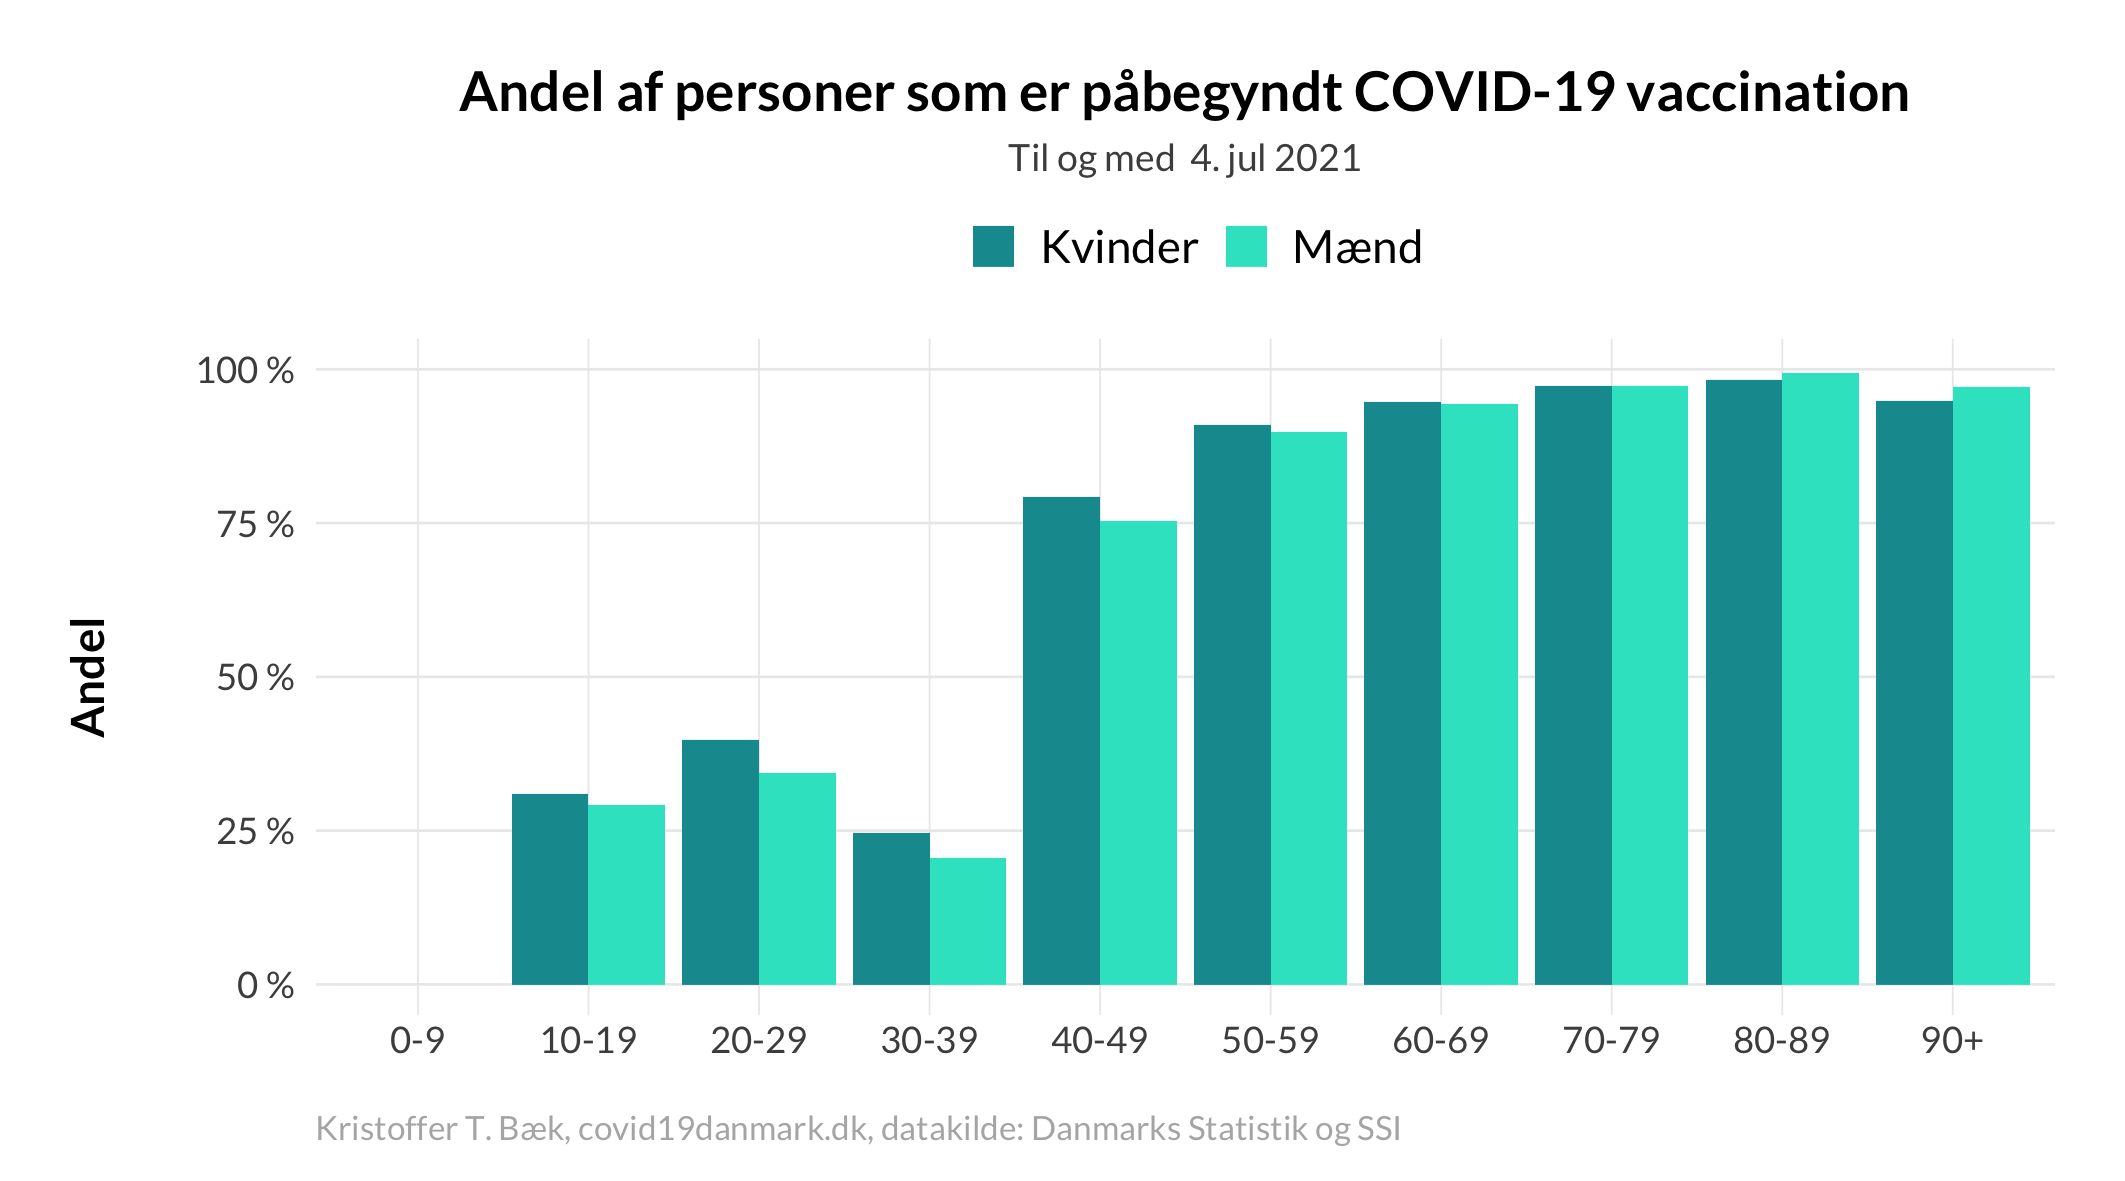 Andel af personer som er påbegyndt COVID-19 vaccination
Til og med  4. jul 2021
Kvinder Mænd
100 %
75 %
50 %
25 %
0 %
Andel
0-9 10-19 20-29 30-39 40-49 50-59 60-69 70-79 80-89 90+
Kristoffer T. Bæk, covid19danmark.dk, datakilde: Danmarks Statistik og SSI